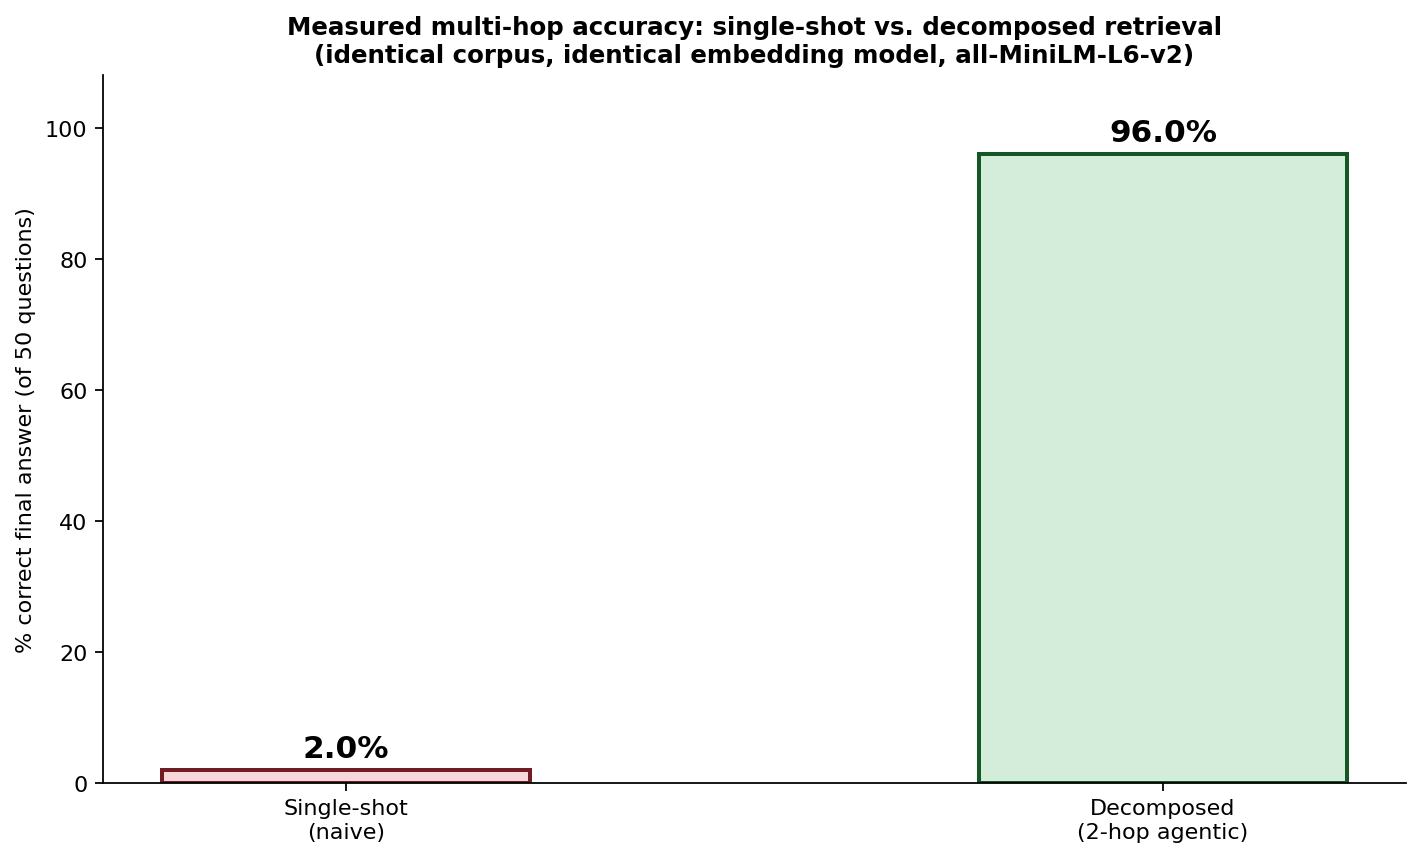 Measured multi-hop accuracy: single-shot vs. decomposed retrieval
(identical corpus, identical embedding model, all-MiniLM-L6-v2)
% correct final answer (of 50 questions)
100
80
60
40
20
0
2.0%
96.0%
Single-shot
(naive)
Decomposed
(2-hop agentic)